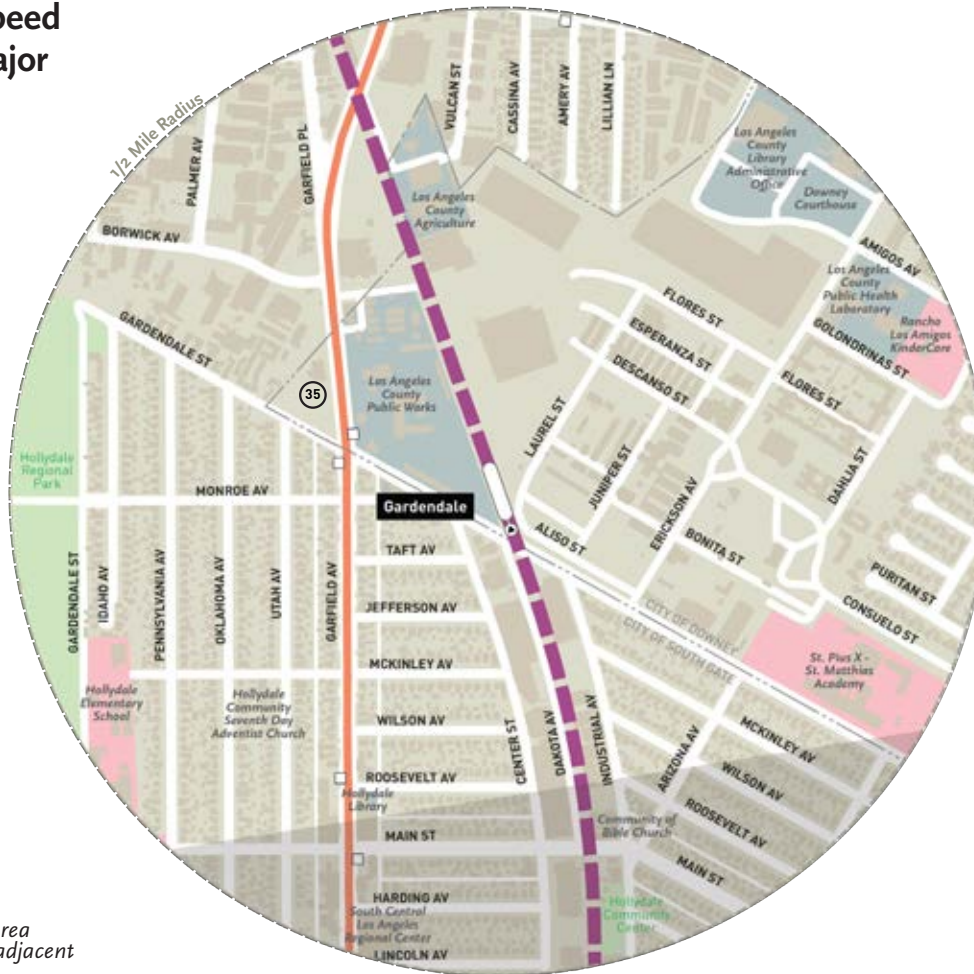 peed
ajor
1/2 Mile Radius
PALMER AV
GARFIELD PL
VULCAN ST
CASSINA AV
AMERY AV
LILLIAN LN
Los Angeles
County
Library
Administrative
Office
Downey
Courthouse
Los Angeles
County
Agriculture
BORWICK AV
AMIGOS AV
Los Angeles
County
Public Health
Laboratory
Rancho
Los Amigos
KinderCare
GOLONDRINAS ST
FLORES ST
ESPERANZA ST
DESCANSO ST
FLORES ST
GARDENDALE ST
35
Los Angeles
County
Public Works
LAUREL ST
JUNIPER ST
ERICKSON AV
DAHLIA ST
Hollydale
Regional
Park
MONROE AV
Gardendale
ALISO ST
BONITA ST
PURITAN ST
CONSUELO ST
GARDENDALE ST
IDAHO AV
PENNSYLVANIA AV
OKLAHOMA AV
UTAH AV
GARFIELD AV
TAFT AV
JEFFERSON AV
MCKINLEY AV
WILSON AV
ROOSEVELT AV
CITY OF DOWNEY
CITY OF SOUTH GATE
St. Pius X -
St. Matthias
Academy
Hollydale
Elementary
School
Hollydale
Community
Seventh Day
Adventist Church
CENTER ST
DAKOTA AV
INDUSTRIAL AV
ARIZONA AV
MCKINLEY AV
WILSON AV
ROOSEVELT AV
MAIN ST
Hollydale
Library
MAIN ST
Community of
Bible Church
HARDING AV
South Central
Los Angeles
Regional Center
LINCOLN AV
Hollydale
Community
Center
rea
adjacent